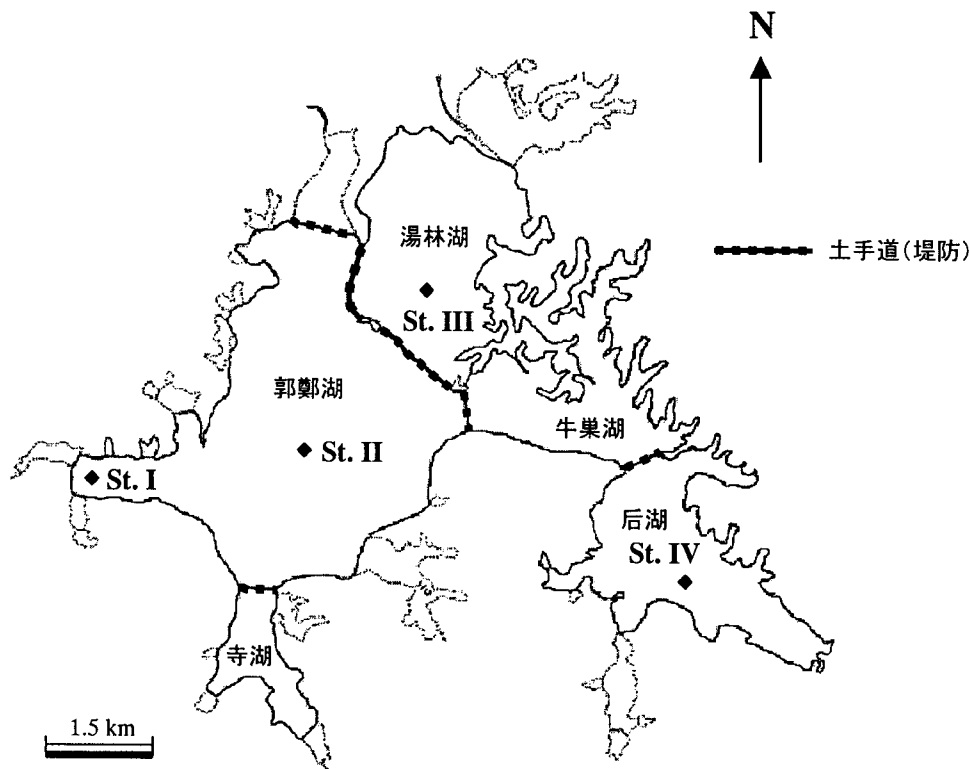 N
湯林湖
土手道(堤防)
St. III
郭鄭湖
牛巣湖
St. II
St. I
后湖
St. IV
寺湖
1.5 km